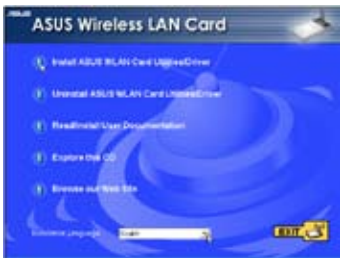 ASUS Wireless LAN Card
Install ASUS WLAN Card Utilities/Driver
Uninstall ASUS WLAN Card Utilities/Driver
Read/Install User Documentation
Explore this CD
Browse our Web Site
Language:
English
EXIT